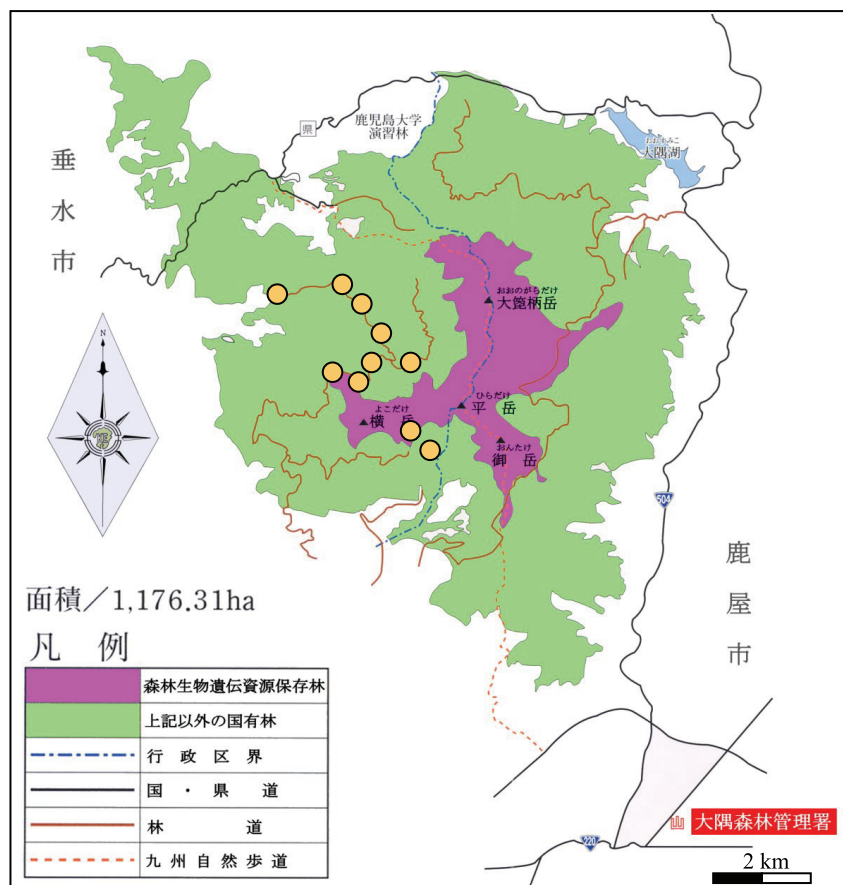 県
鹿児島大学
演習林
おおすみこ
大隅湖
垂水市
N
おおのがらだけ
大箆柄岳
ひらだけ
平岳
よこだけ
横岳
おんたけ
御岳
504
鹿屋市
面積／1,176.31ha
凡例
森林生物遺伝資源保存林
上記以外の国有林
行政区界
国・県道
林道
九州自然歩道
大隅森林管理署
220
2 km